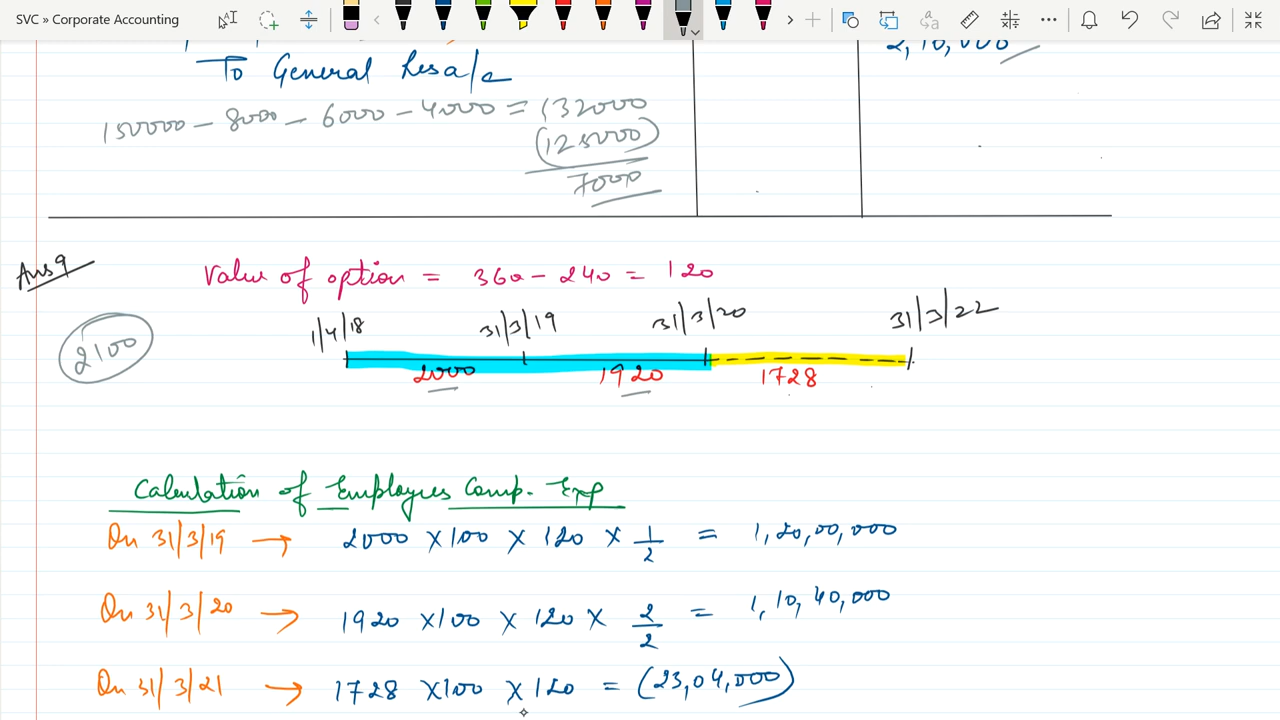 SVC » Corporate Accounting
2,10,000
To General Res a/c
150000 - 8000 - 6000 - 4000 = 132000
(125000)
7000
Ans 9
Value of option = 360 - 240 = 120
1/4/18 31/3/19 31/3/20 31/3/22
2100
2000 1920 1728
Calculation of Employees Comp. Exp
On 31/3/19 → 2000 X 100 X 120 X 1/2 = 1,20,00,000
On 31/3/20 → 1920 X 100 X 120 X 2/2 = 1,10,40,000
On 31/3/21 → 1728 X 100 X 120 = (23,04,000)